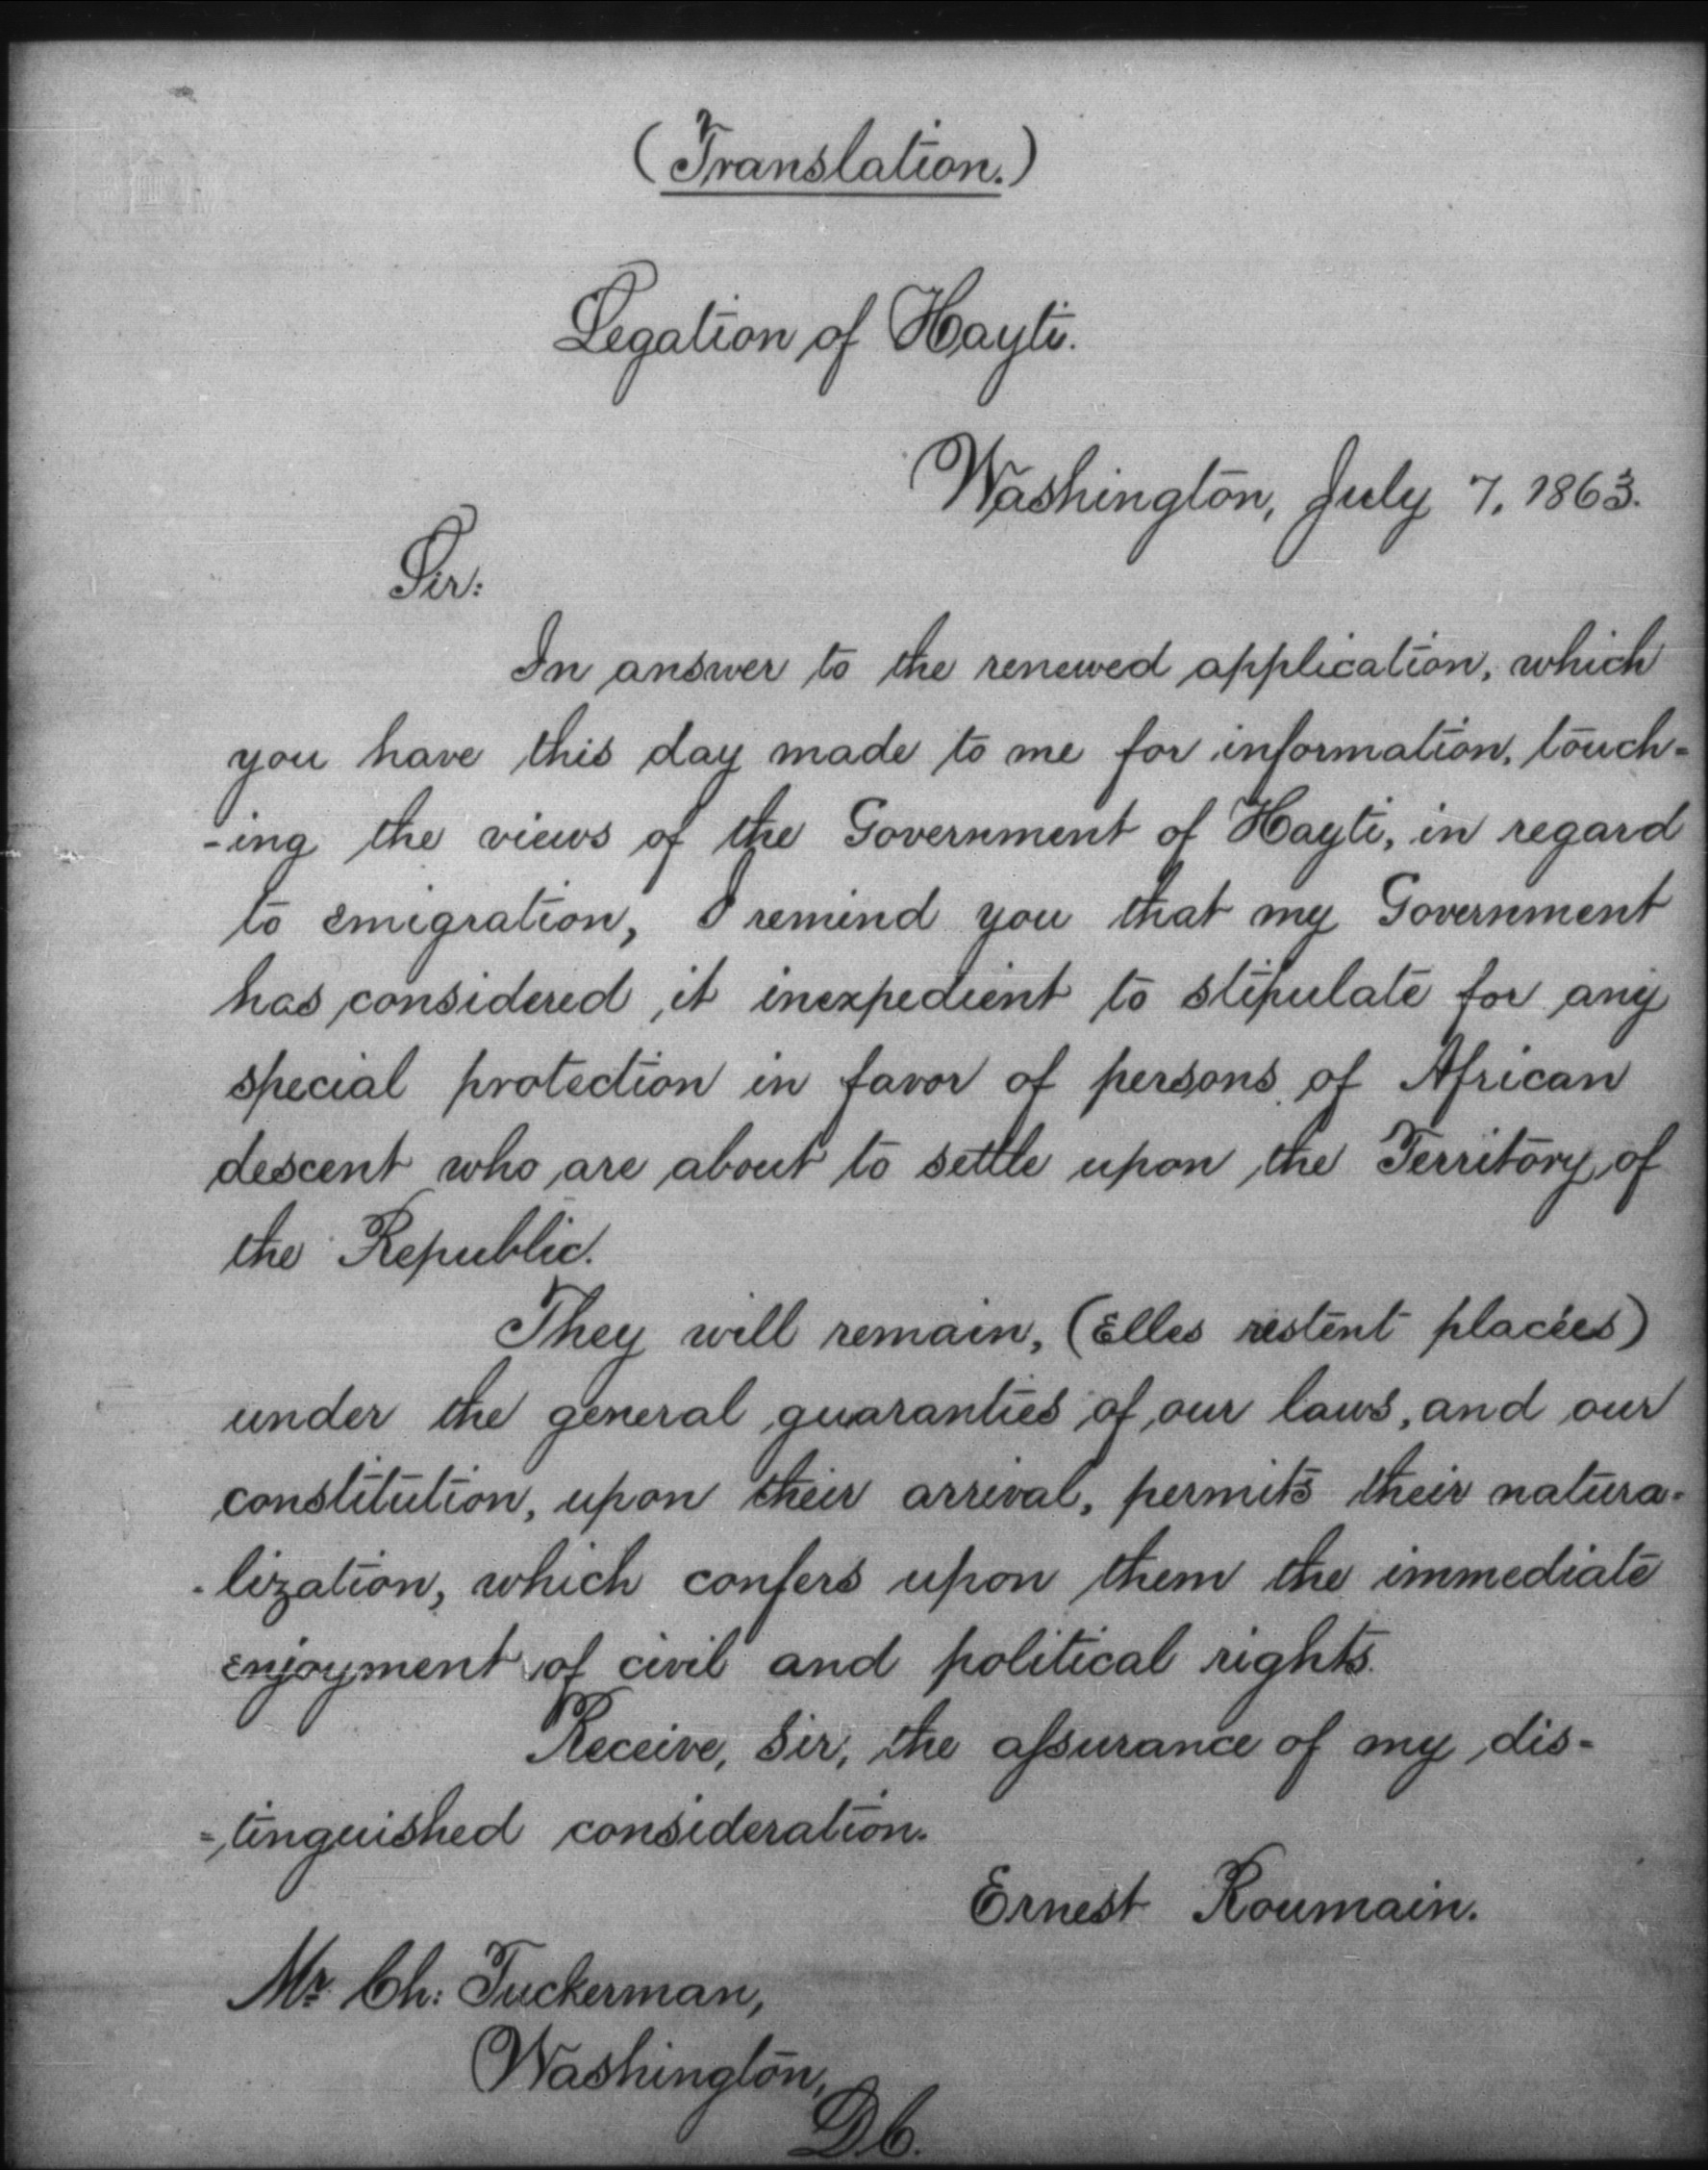 (Translation.)
Legation of Hayti.
Washington, July 7, 1863.
Sir:
In answer to the renewed application, which
you have this day made to me for information, touch-
-ing the views of the Government of Hayti, in regard
to emigration, I remind you that my Government
has considered it inexpedient to stipulate for any
special protection in favor of persons of African
descent who are about to settle upon the Territory of
the Republic.
They will remain, (Elles restent placées)
under the general guaranties of our laws, and our
constitution, upon their arrival, permits their natura-
-lization, which confers upon them the immediate
enjoyment of civil and political rights.
Receive, Sir, the assurance of my dis-
-tinguished consideration.
Ernest Roumain.
Mr. Ch: Tuckerman,
Washington,
D.C.